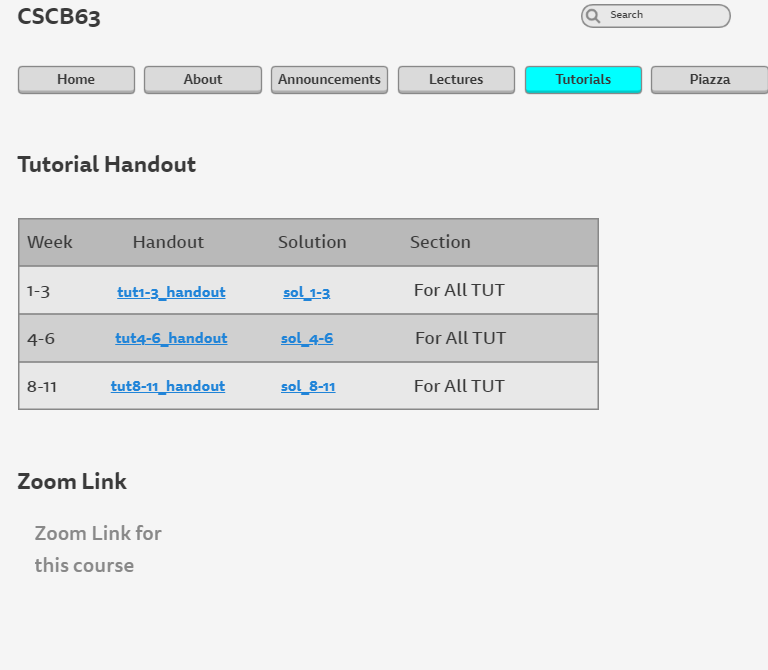 CSCB63
Search
Home About Announcements Lectures Tutorials Piazza
Tutorial Handout
Week Handout Solution Section
1-3 tut1-3_handout sol_1-3 For All TUT
4-6 tut4-6_handout sol_4-6 For All TUT
8-11 tut8-11_handout sol_8-11 For All TUT
Zoom Link
Zoom Link for
this course